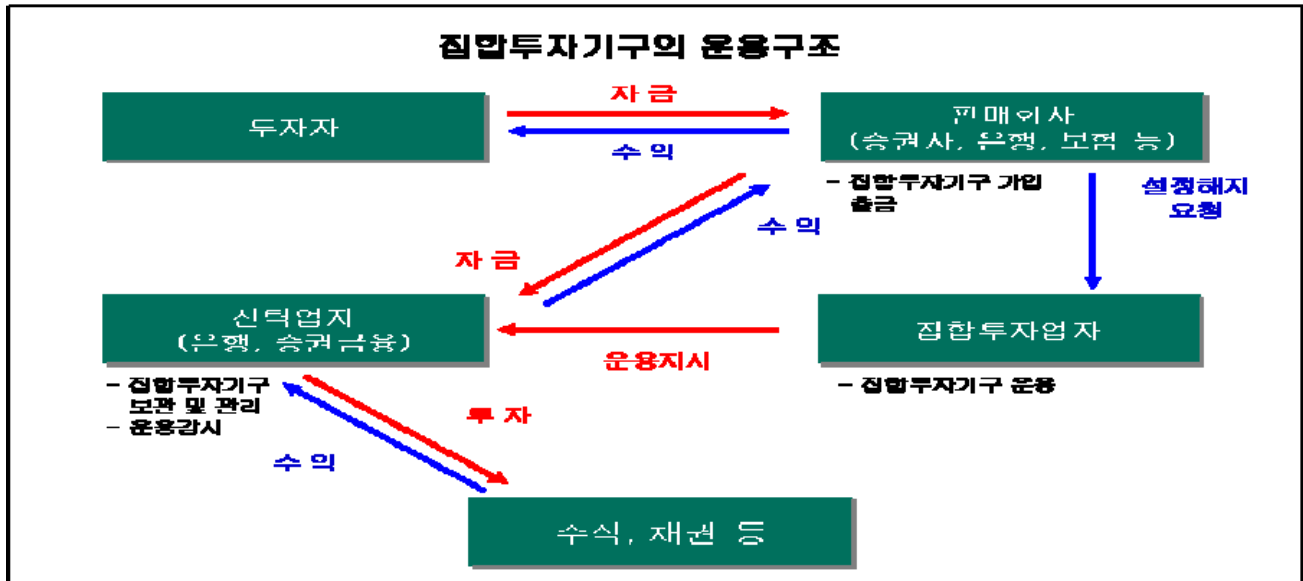 집합투자기구의 운용구조
자 금
투자자
판매회사
(증권사, 은행, 보험 등)
수 익
- 집합투자기구 가입
출금
설정해지
요청
수 익
자 금
신탁업자
(은행, 증권금융)
집합투자업자
운용지시
- 집합투자기구
보관 및 관리
- 운용감시
- 집합투자기구 운용
투 자
수 익
주식, 채권 등